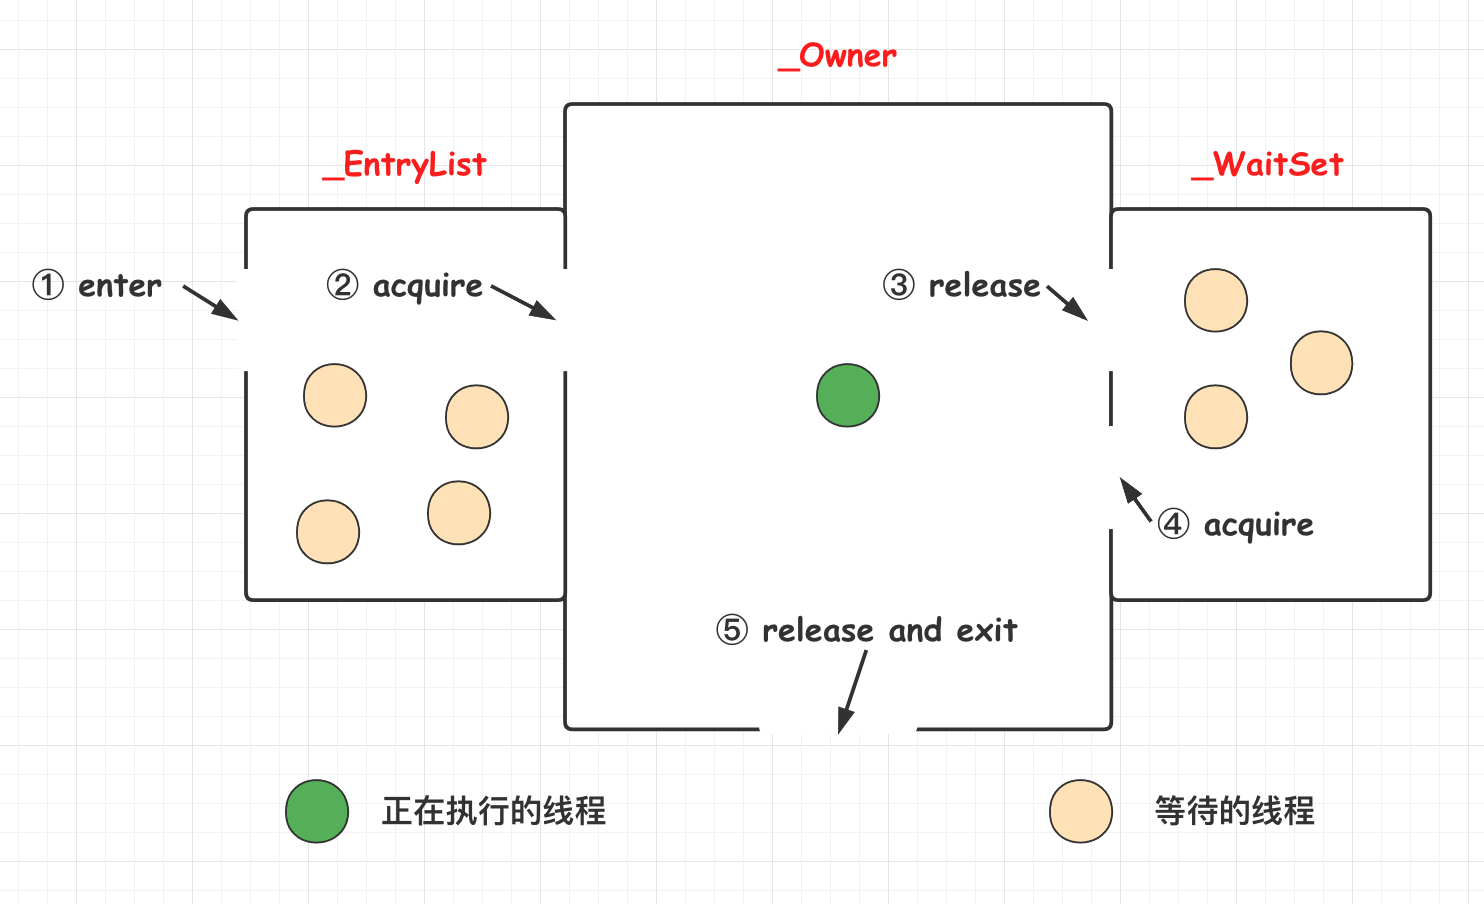 _Owner
_EntryList
_WaitSet
① enter
② acquire
③ release
④ acquire
⑤ release and exit
正在执行的线程
等待的线程